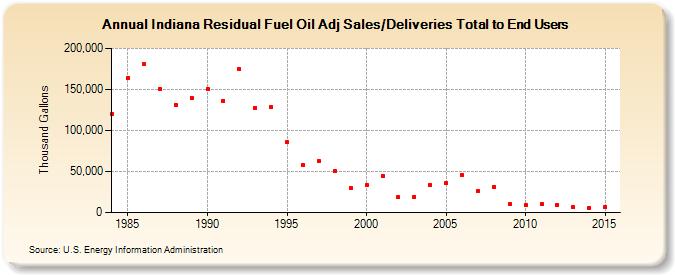 Annual Indiana Residual Fuel Oil Adj Sales/Deliveries Total to End Users
Thousand Gallons
200,000
150,000
100,000
50,000
0
1985 1990 1995 2000 2005 2010 2015
Source: U.S. Energy Information Administration